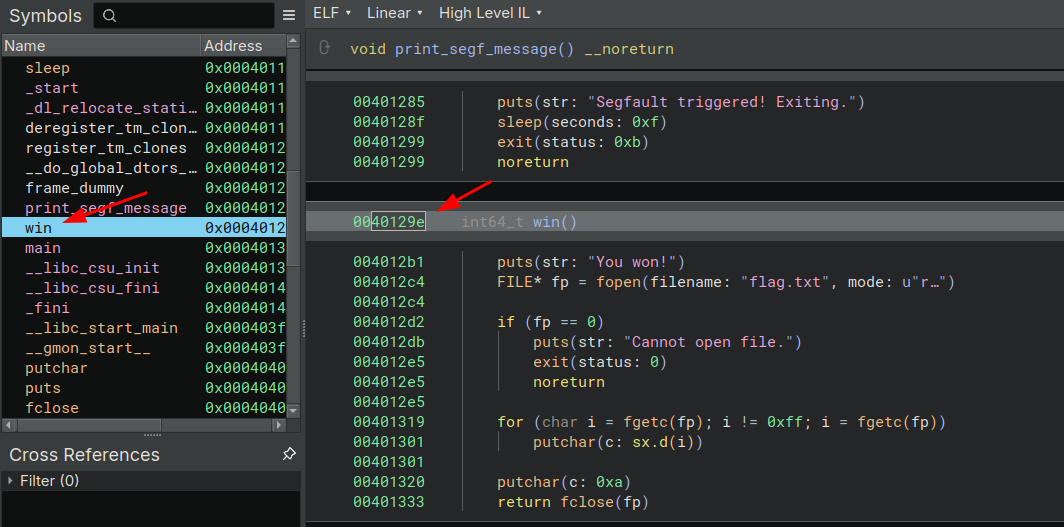 Symbols
Name Address
sleep 0x0004011
_start 0x0004011
_dl_relocate_stati… 0x0004011
deregister_tm_clon… 0x0004011
register_tm_clones 0x0004012
__do_global_dtors_… 0x0004012
frame_dummy 0x0004012
print_segf_message 0x0004012
win 0x0004012
main 0x0004013
__libc_csu_init 0x0004013
__libc_csu_fini 0x0004014
_fini 0x0004014
__libc_start_main 0x000403f
__gmon_start__ 0x000403f
putchar 0x0004040
puts 0x0004040
fclose 0x0004040
Cross References
Filter (0)
ELF Linear High Level IL
void print_segf_message() __noreturn
00401285 puts(str: "Segfault triggered! Exiting.")
0040128f sleep(seconds: 0xf)
00401299 exit(status: 0xb)
00401299 noreturn
0040129e int64_t win()
004012b1 puts(str: "You won!")
004012c4 FILE* fp = fopen(filename: "flag.txt", mode: u"r…")
004012c4
004012d2 if (fp == 0)
004012db puts(str: "Cannot open file.")
004012e5 exit(status: 0)
004012e5 noreturn
004012e5
00401319 for (char i = fgetc(fp); i != 0xff; i = fgetc(fp))
00401301 putchar(c: sx.d(i))
00401301
00401320 putchar(c: 0xa)
00401333 return fclose(fp)